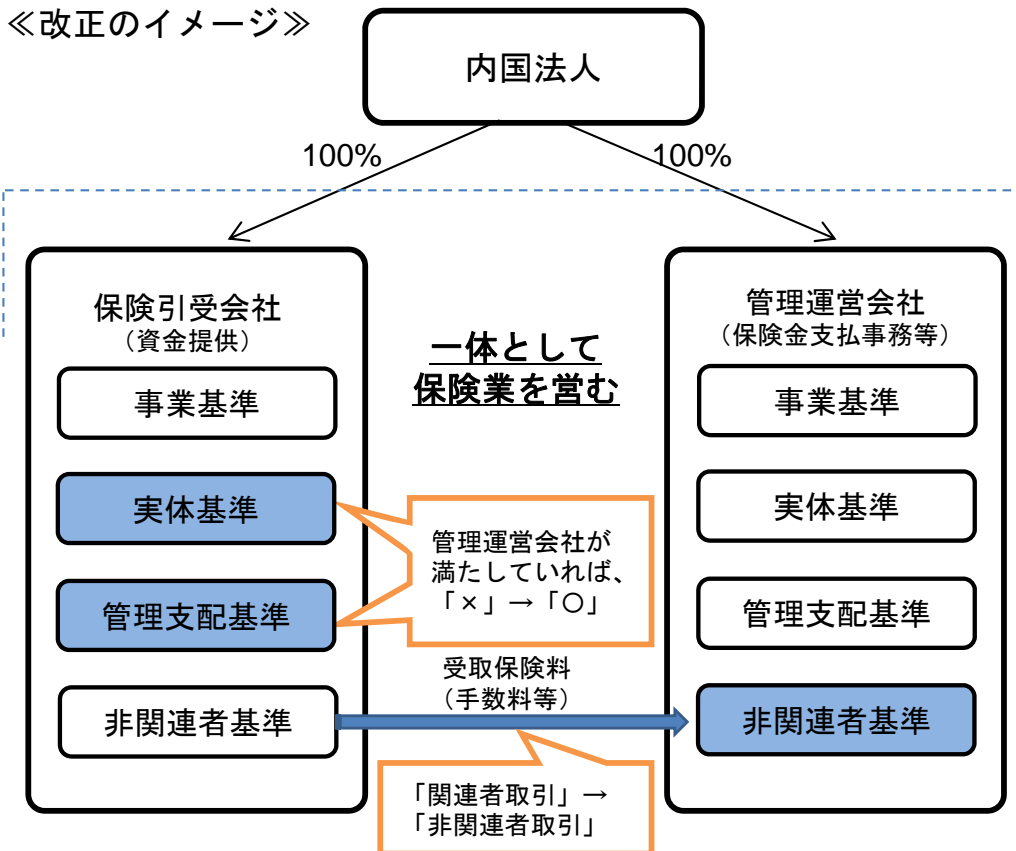 ≪改正のイメージ≫
内国法人
100%
100%
保険引受会社
(資金提供)
事業基準
実体基準
管理支配基準
非関連者基準
一体として
保険業を営む
管理運営会社が
満たしていれば、
「×」→「○」
受取保険料
(手数料等)
「関連者取引」→
「非関連者取引」
管理運営会社
(保険金支払事務等)
事業基準
実体基準
管理支配基準
非関連者基準